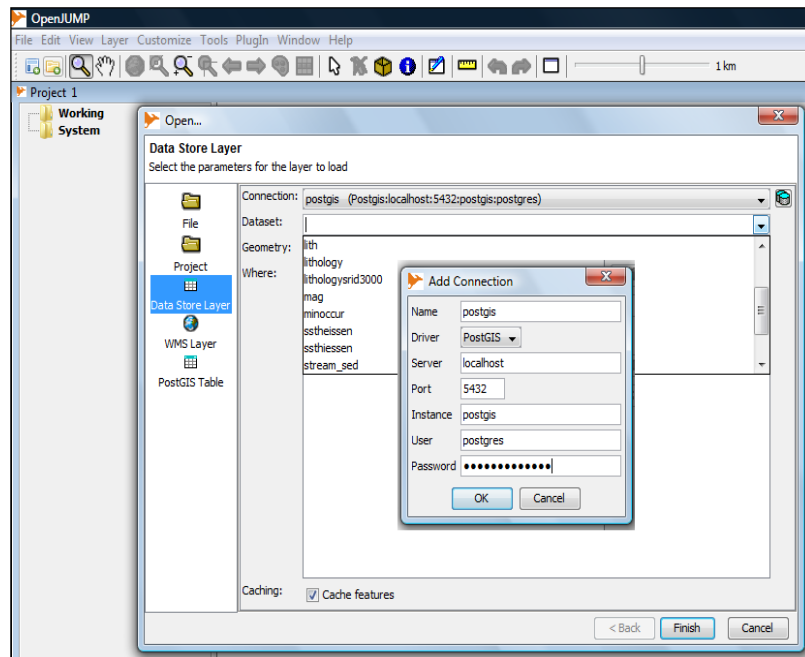 OpenJUMP
File Edit View Layer Customize Tools PlugIn Window Help
1 km
Project 1
Working
System
Open...
Data Store Layer
Select the parameters for the layer to load
File
Project
Data Store Layer
WMS Layer
PostGIS Table
Connection: postgis (Postgis:localhost:5432:postgis:postgres)
Dataset:
Geometry:
Where:
lith
lithology
lithologysrid3000
mag
minoccur
sstheissen
ssthiessen
stream_sed
Add Connection
Name postgis
Driver PostGIS
Server localhost
Port 5432
Instance postgis
User postgres
Password •••••••••••••
OK Cancel
Caching: Cache features
< Back Finish Cancel